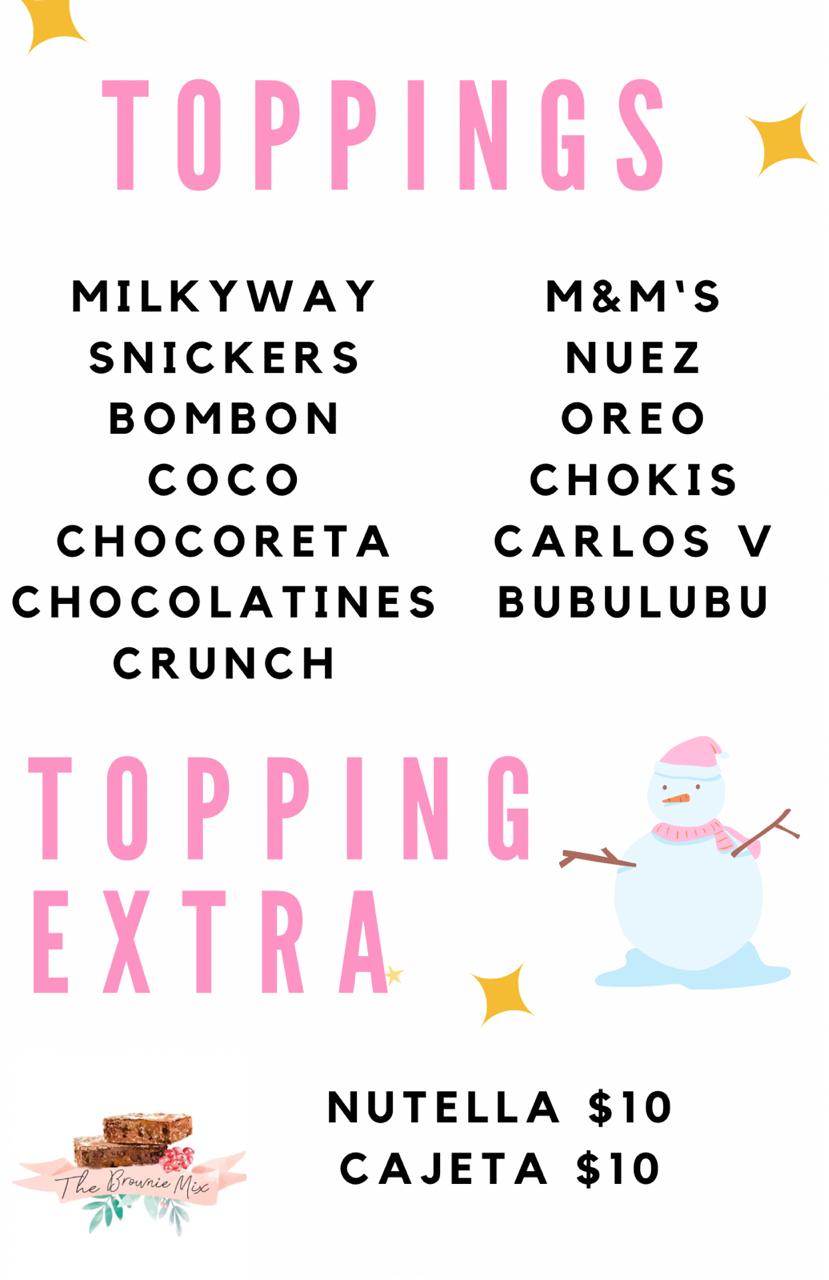 TOPPINGS
MILKYWAY
SNICKERS
BOMBON
COCO
CHOCORETA
CHOCOLATINES
CRUNCH
M&M'S
NUEZ
OREO
CHOKIS
CARLOS V
BUBULUBU
TOPPING
EXTRA
NUTELLA $10
CAJETA $10
The Brownie Mix